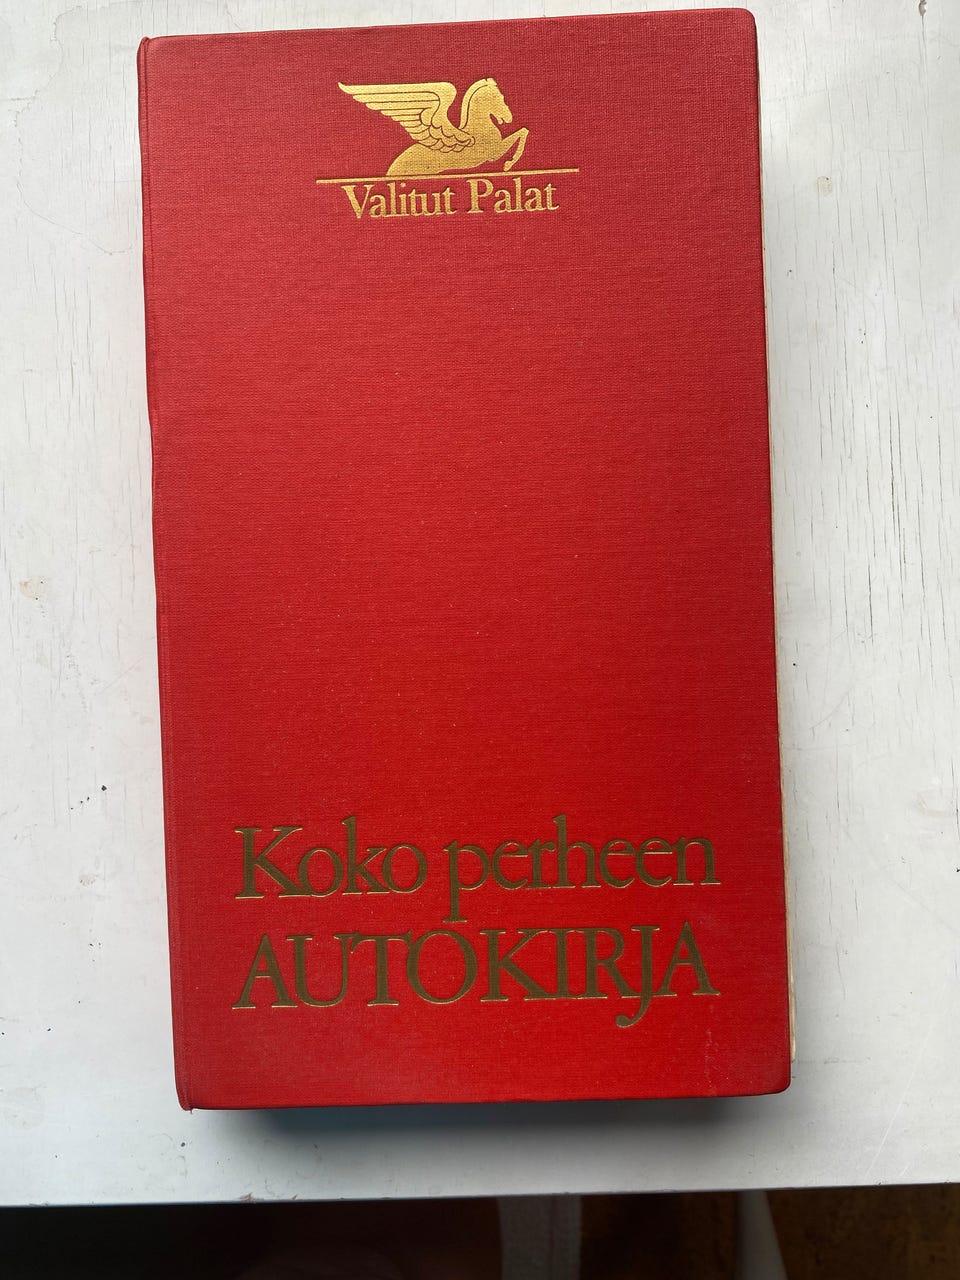 Valitut Palat
Koko perheen
AUTOKIRJA